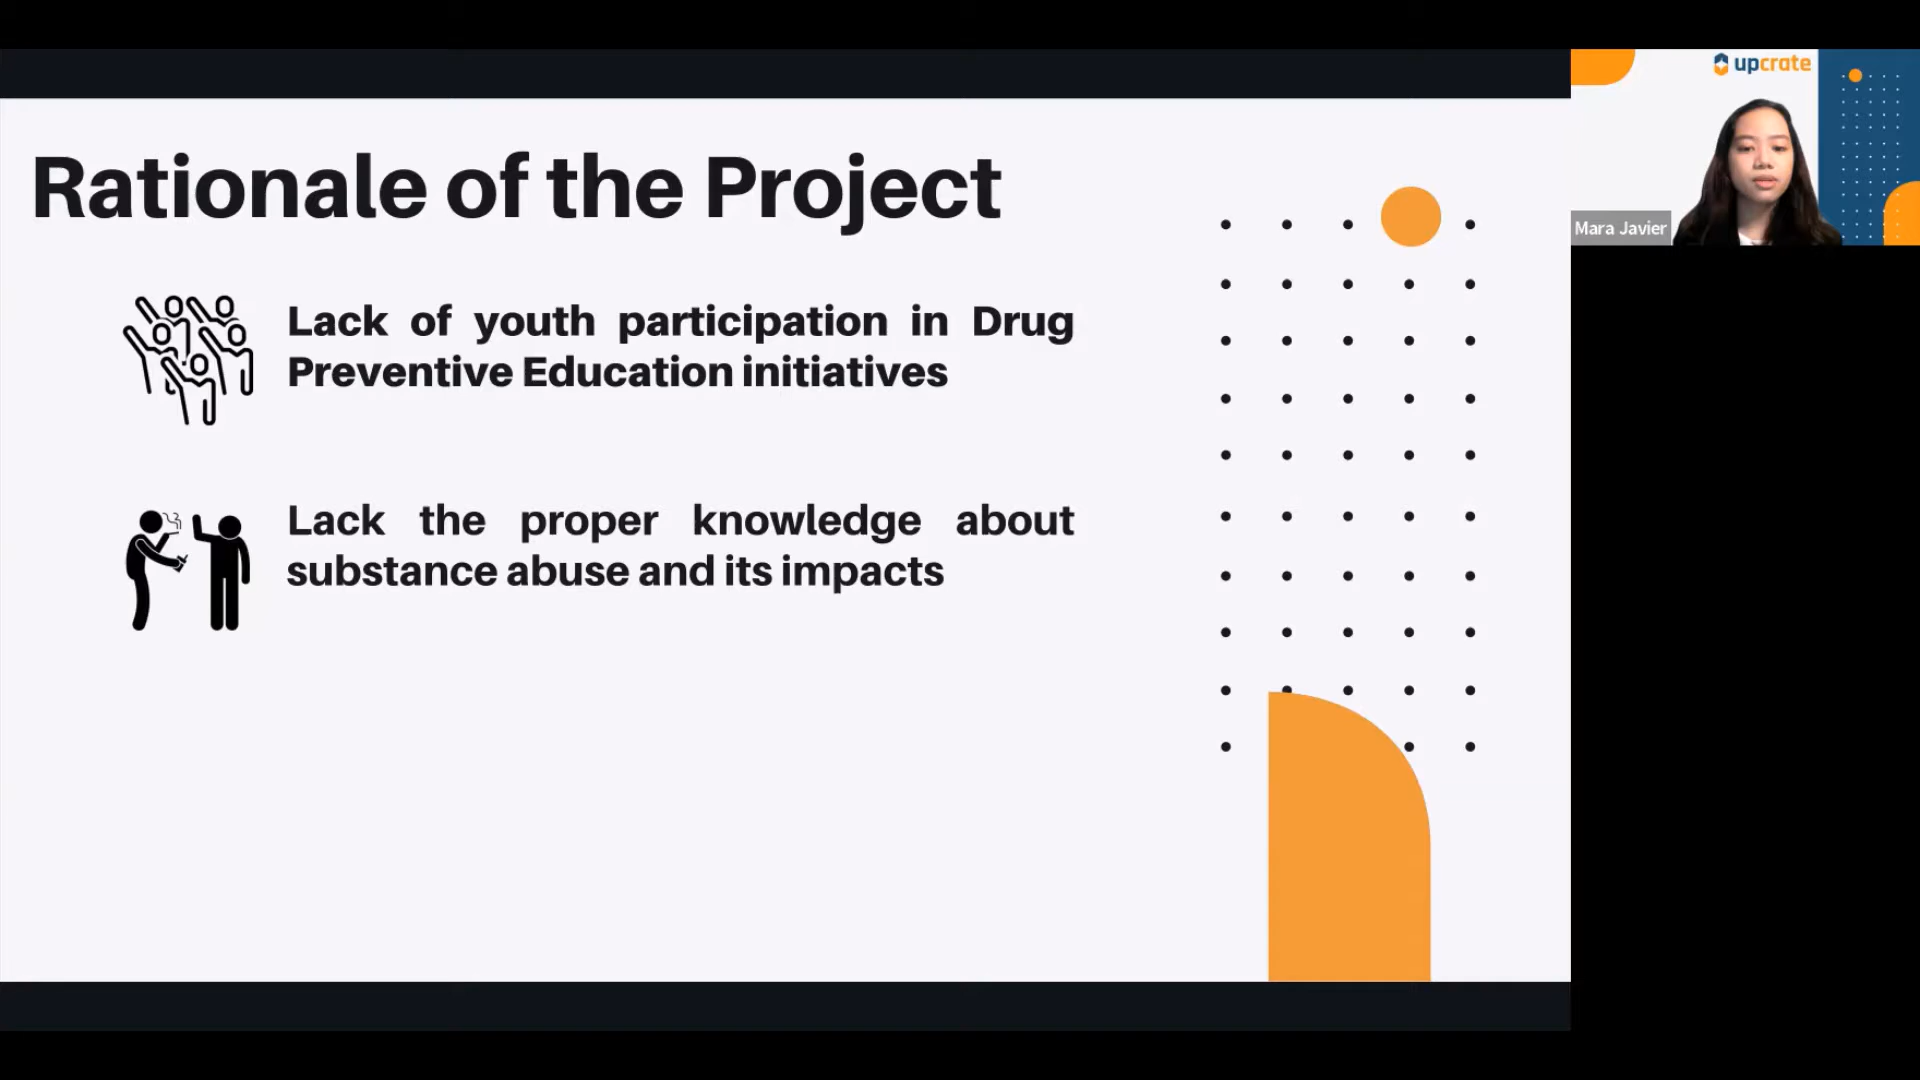 Rationale of the Project
Lack of youth participation in Drug
Preventive Education initiatives
Lack the proper knowledge about
substance abuse and its impacts
upcrate
Mara Javier